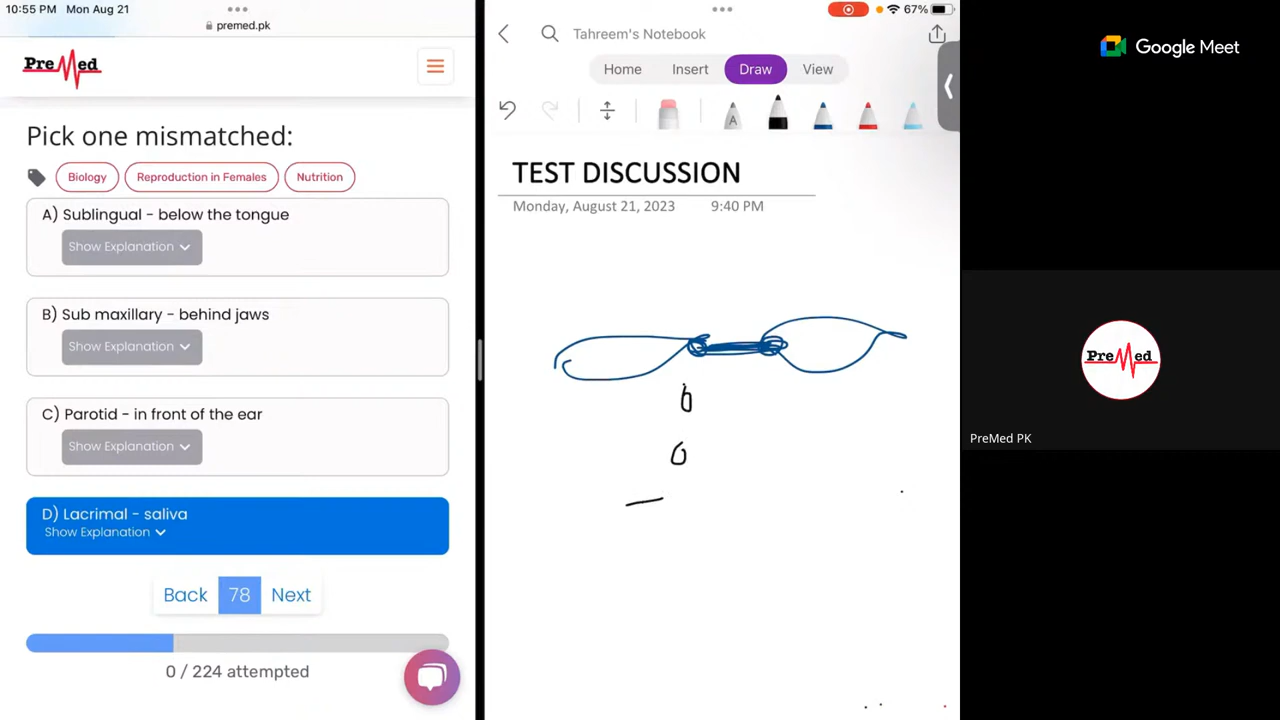 10:55 PM Mon Aug 21
premed.pk
67%
PreMed
Tahreem's Notebook
Home Insert Draw View
A
Google Meet
Pick one mismatched:
Biology
Reproduction in Females
Nutrition
A) Sublingual - below the tongue
Show Explanation
B) Sub maxillary - behind jaws
Show Explanation
C) Parotid - in front of the ear
Show Explanation
D) Lacrimal - saliva
Show Explanation
Back 78 Next
0 / 224 attempted
TEST DISCUSSION
Monday, August 21, 2023 9:40 PM
PreMed
PreMed PK